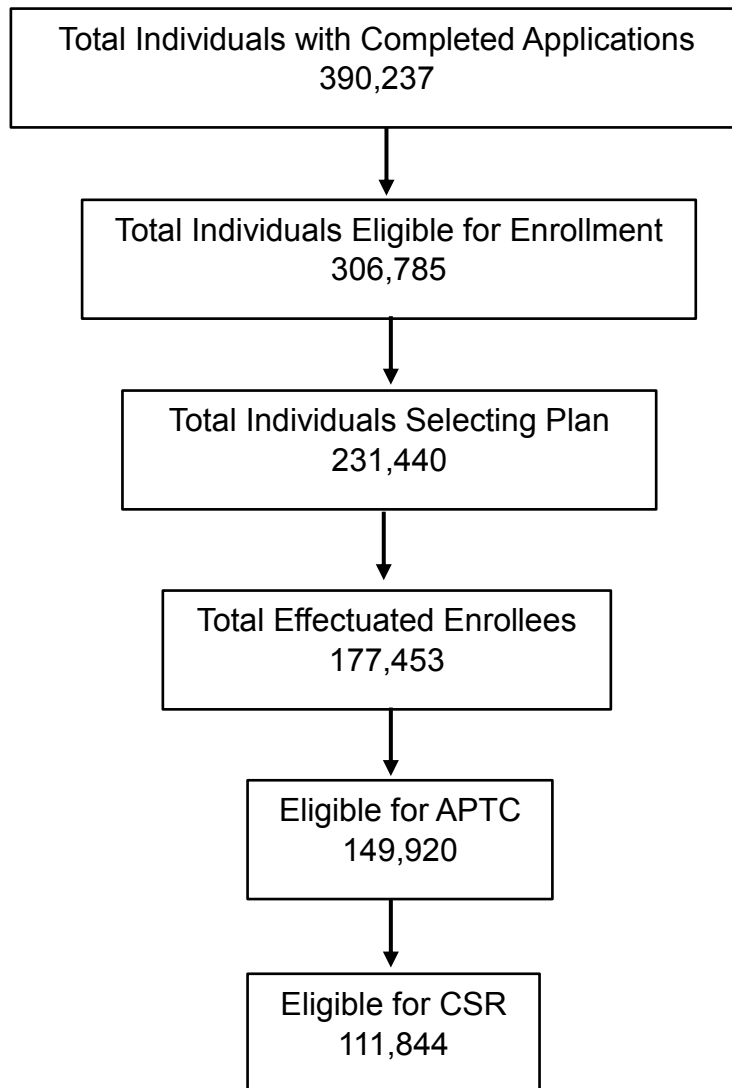 Total Individuals with Completed Applications
390,237
Total Individuals Eligible for Enrollment
306,785
Total Individuals Selecting Plan
231,440
Total Effectuated Enrollees
177,453
Eligible for APTC
149,920
Eligible for CSR
111,844